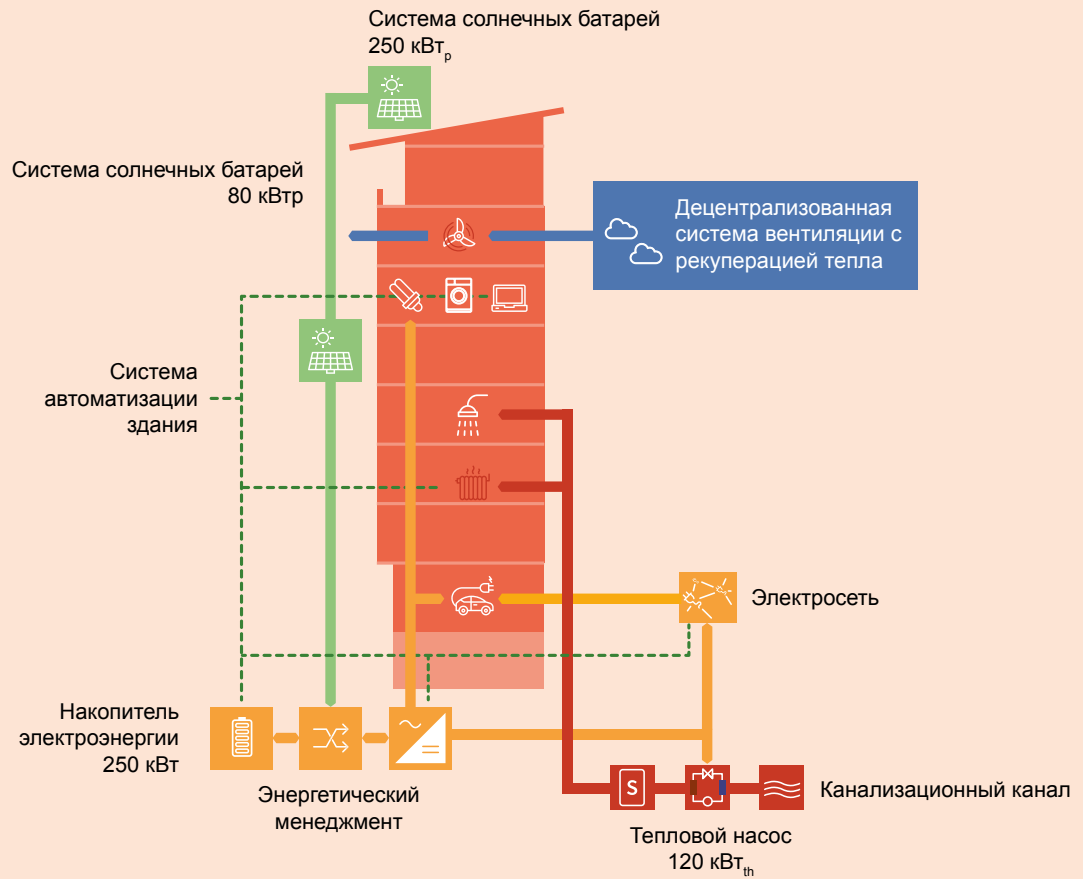 Система солнечных батарей
250 кВтp
Система солнечных батарей
80 кВтр
Децентрализованная
система вентиляции с
рекуперацией тепла
Система
автоматизации
здания
Электросеть
Накопитель
электроэнергии
250 кВт
Энергетический
менеджмент
S
Канализационный канал
Тепловой насос
120 кВтth